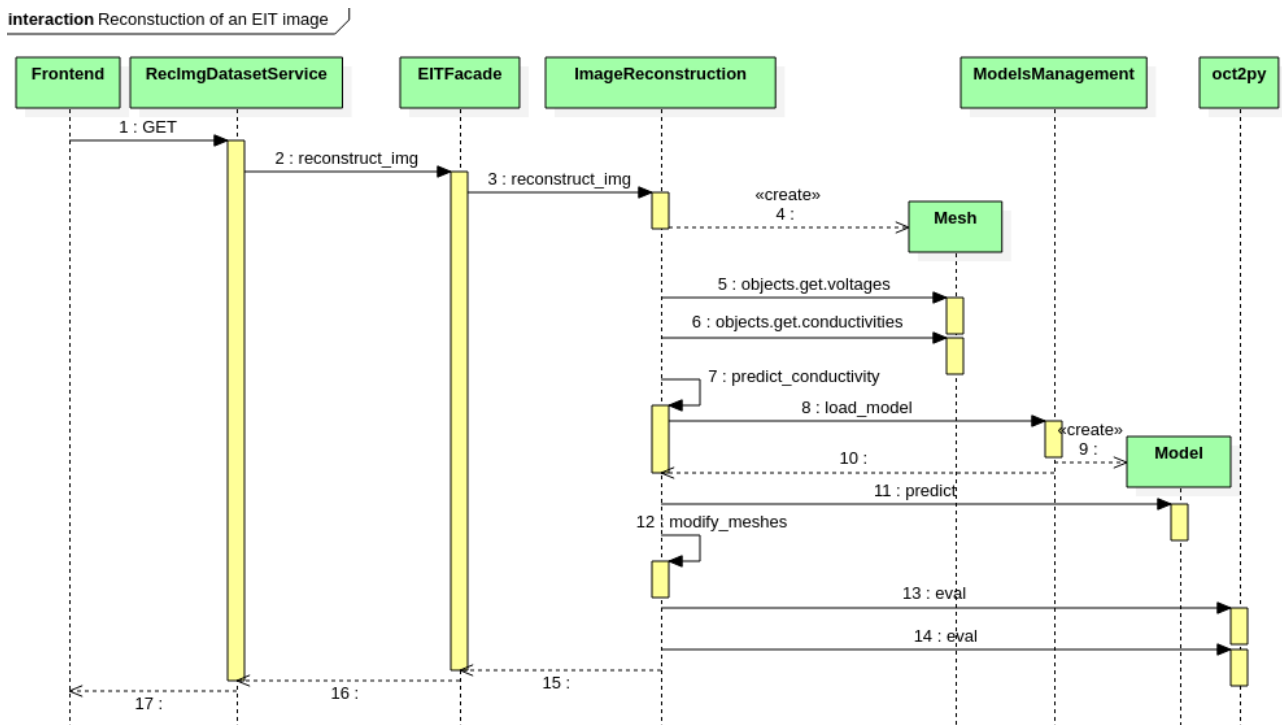 interaction Reconstuction of an EIT image
Frontend
RecImgDatasetService
EITFacade
ImageReconstruction
ModelsManagement
oct2py
1 : GET
2 : reconstruct_img
3 : reconstruct_img
«create»
4 :
Mesh
5 : objects.get.voltages
6 : objects.get.conductivities
7 : predict_conductivity
8 : load_model
«create»
9 :
Model
10 :
11 : predict
12 : modify_meshes
13 : eval
14 : eval
15 :
16 :
17 :